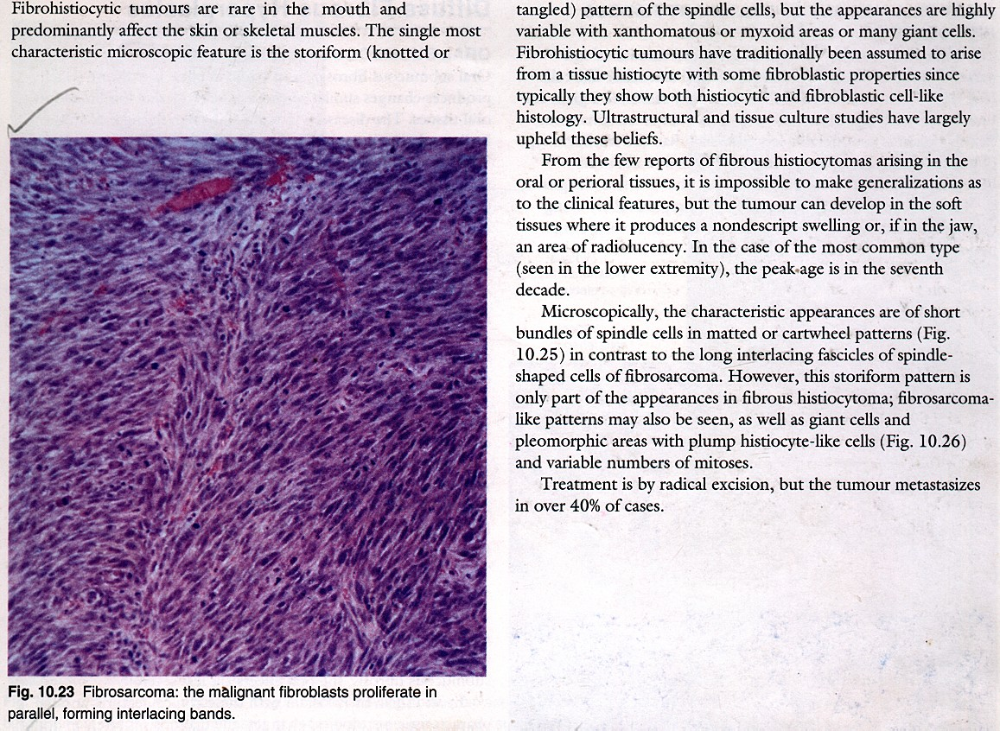 Fibrohistiocytic tumours are rare in the mouth and
predominantly affect the skin or skeletal muscles. The single most
characteristic microscopic feature is the storiform (knotted or
Fig. 10.23 Fibrosarcoma: the malignant fibroblasts proliferate in
parallel, forming interlacing bands.
tangled) pattern of the spindle cells, but the appearances are highly
variable with xanthomatous or myxoid areas or many giant cells.
Fibrohistiocytic tumours have traditionally been assumed to arise
from a tissue histiocyte with some fibroblastic properties since
typically they show both histiocytic and fibroblastic cell-like
histology. Ultrastructural and tissue culture studies have largely
upheld these beliefs.
From the few reports of fibrous histiocytomas arising in the
oral or perioral tissues, it is impossible to make generalizations as
to the clinical features, but the tumour can develop in the soft
tissues where it produces a nondescript swelling or, if in the jaw,
an area of radiolucency. In the case of the most common type
(seen in the lower extremity), the peak age is in the seventh
decade.
Microscopically, the characteristic appearances are of short
bundles of spindle cells in matted or cartwheel patterns (Fig.
10.25) in contrast to the long interlacing fascicles of spindle-
shaped cells of fibrosarcoma. However, this storiform pattern is
only part of the appearances in fibrous histiocytoma; fibrosarcoma-
like patterns may also be seen, as well as giant cells and
pleomorphic areas with plump histiocyte-like cells (Fig. 10.26)
and variable numbers of mitoses.
Treatment is by radical excision, but the tumour metastasizes
in over 40% of cases.